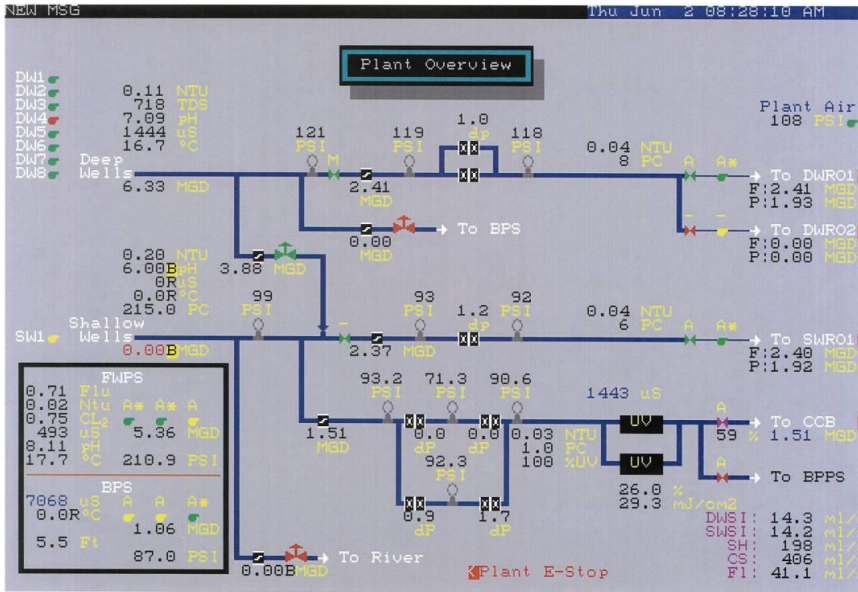 NEW MSG
Thu Jun 2 08:28:10 AM
Plant Overview
DW1
DW2
DW3
DW4
DW5
DW6
DW7
DW8
0.11 NTU
718 TDS
7.09 pH
1444 uS
16.7 °C
Deep
Wells
6.33 MGD
121
PSI
M
119
PSI
1.0
dp
118
PSI
2.41
MGD
0.04 NTU
8 PC
A A*
Plant Air
108 PSI
To DWRO1
F:2.41 MGD
P:1.93 MGD
To DWRO2
F:0.00 MGD
P:0.00 MGD
0.00
MGD
To BPS
3.88 MGD
0.20 NTU
6.00B pH
0R uS
0.0R °C
215.0 PC
Shallow
Wells
SW1
0.00B MGD
99
PSI
2.37 MGD
93
PSI
1.2
dp
92
PSI
0.04 NTU
6 PC
A A*
To SWRO1
F:2.40 MGD
P:1.92 MGD
93.2
PSI
71.3
PSI
90.6
PSI
1.51
MGD
0.0
dP
0.0
dP
0.03 NTU
1.0 PC
100 %UV
92.3
PSI
0.9
dP
1.7
dP
1443 uS
UV
UV
26.0 %
29.3 mJ/cm2
A
59 %
To CCB
1.51 MGD
A
To BPPS
FWPS
0.71 Flu
0.02 Ntu A* A* A
0.75 CL2
493 uS 5.36 MGD
8.11 pH
17.7 °C 210.9 PSI
BPS
7068 uS A A A*
0.0R °C
1.06 MGD
5.5 Ft
87.0 PSI
0.00B MGD
To River
Plant E-Stop
DWSI: 14.3 ml/
SWSI: 14.2 ml/
SH: 198 ml/
CS: 406 ml/
Fl: 41.1 ml/